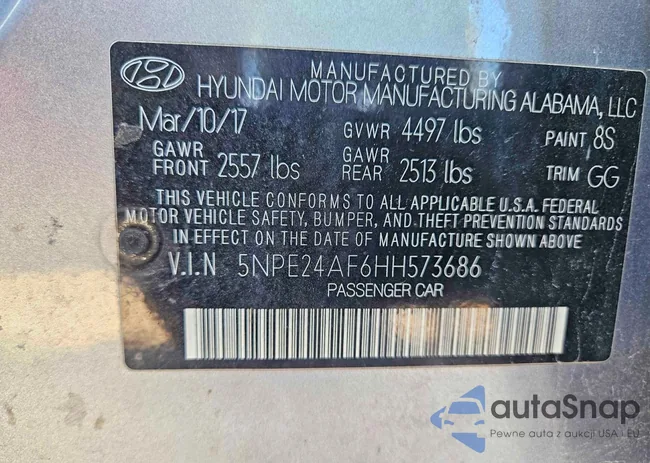 MANUFACTURED BY
HYUNDAI MOTOR MANUFACTURING ALABAMA, LLC
Mar/10/17 GVWR 4497 lbs PAINT 8S
GAWR FRONT 2557 lbs GAWR REAR 2513 lbs TRIM GG
THIS VEHICLE CONFORMS TO ALL APPLICABLE U.S.A. FEDERAL
MOTOR VEHICLE SAFETY, BUMPER, AND THEFT PREVENTION STANDARDS
IN EFFECT ON THE DATE OF MANUFACTURE SHOWN ABOVE
V.I.N 5NPE24AF6HH573686
PASSENGER CAR
autaSnap
Pewne auta z aukcji USA i EU